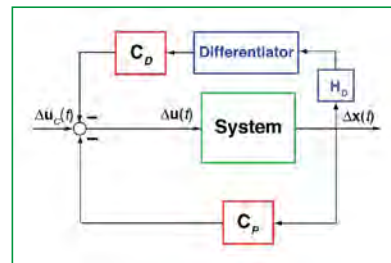 C_D
Differentiator
H_D
Δu_C(t)
Δu(t)
System
Δx(t)
C_P